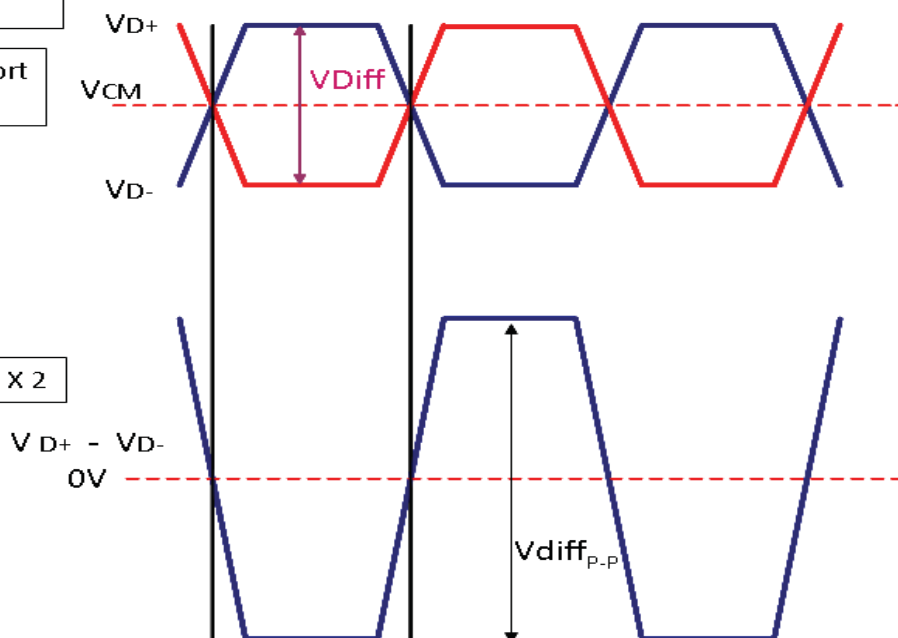 VD+
ort
VCM
VDiff
VD-
X 2
V D+ - VD-
0V
VdiffP-P